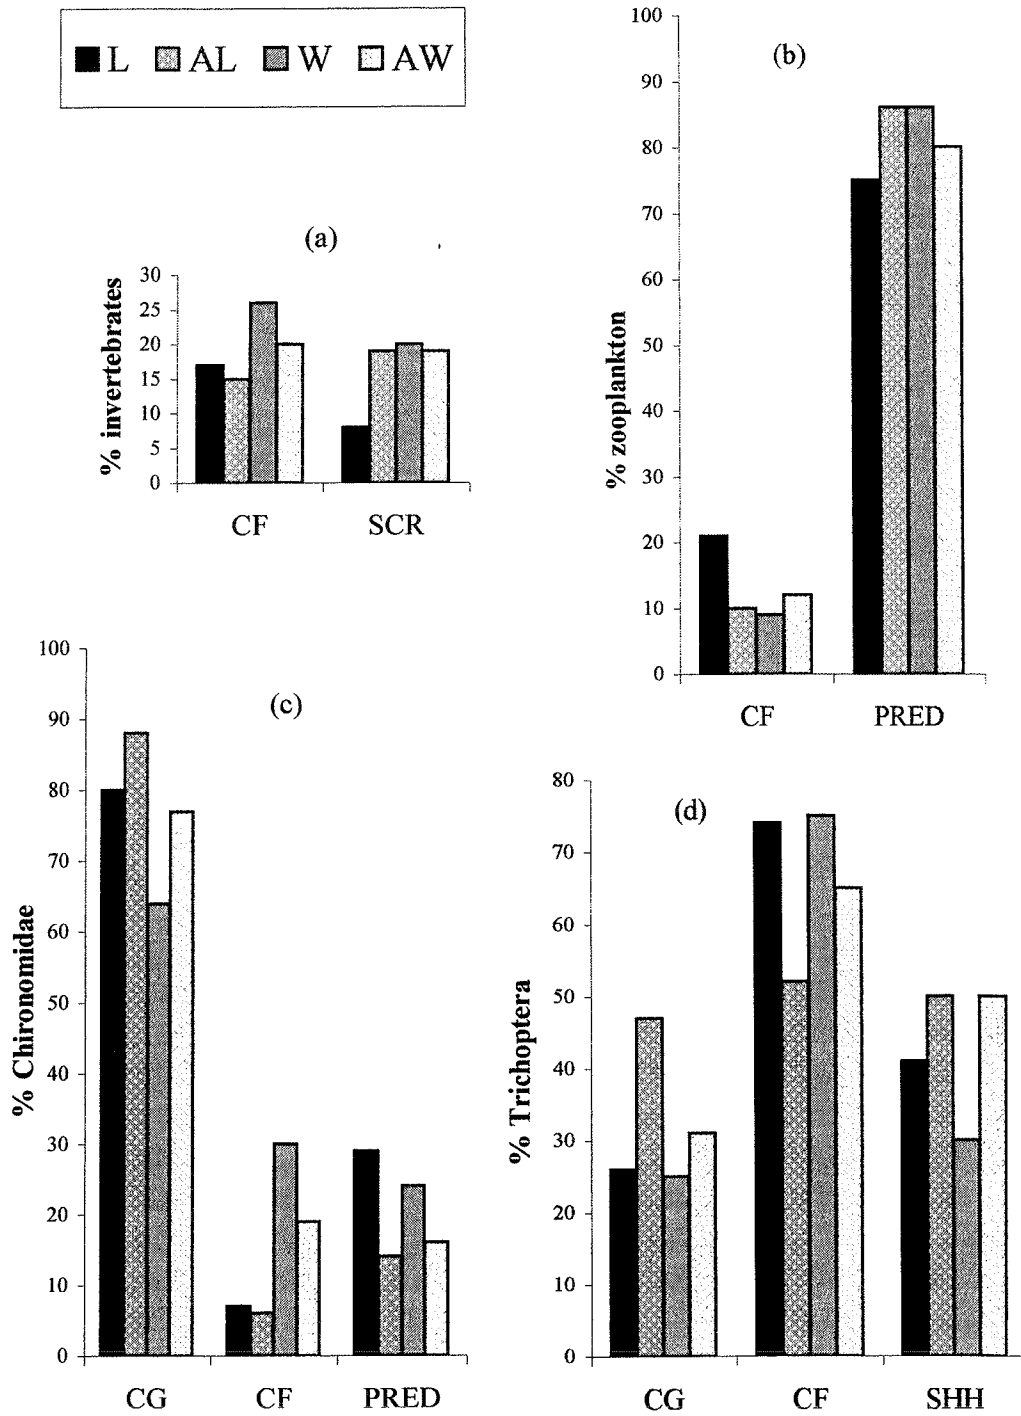 L AL W AW
(a)
% invertebrates
30
25
20
15
10
5
0
CF SCR
(b)
% zooplankton
100
90
80
70
60
50
40
30
20
10
0
CF PRED
(c)
% Chironomidae
100
90
80
70
60
50
40
30
20
10
0
CG CF PRED
(d)
% Trichoptera
80
70
60
50
40
30
20
10
0
CG CF SHH